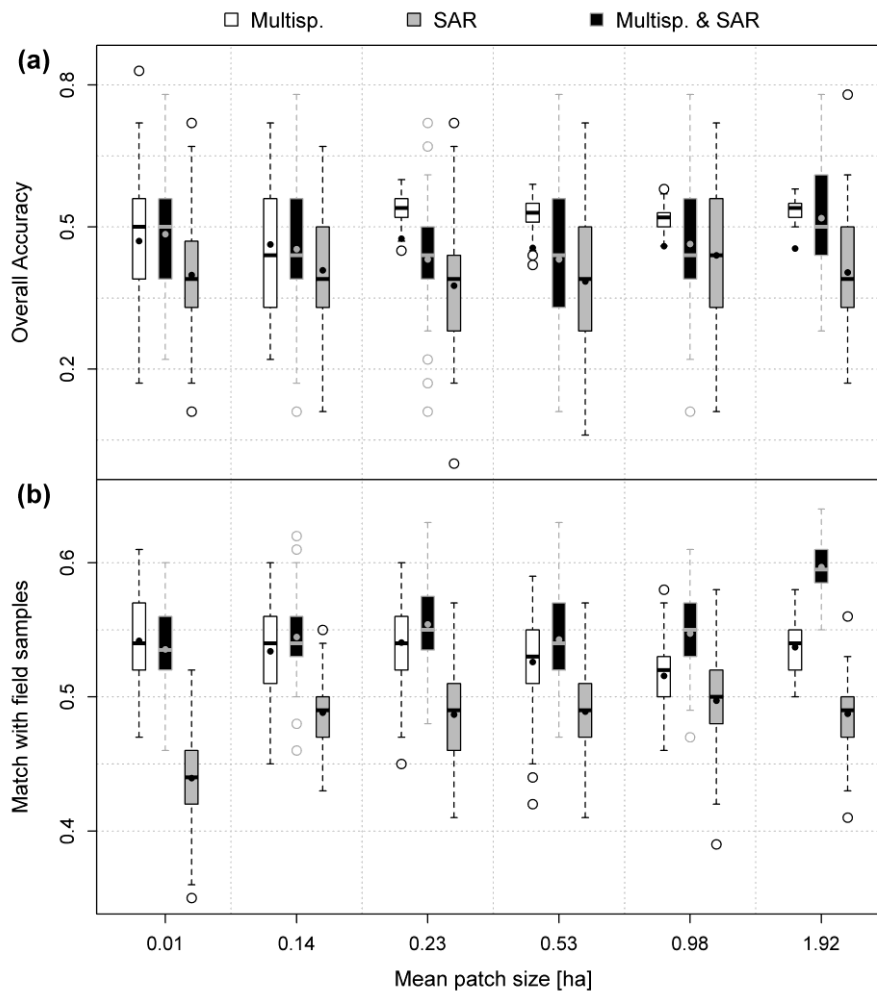 Multisp. SAR Multisp. & SAR
(a)
0.8
0.5
0.2
Overall Accuracy
(b)
0.6
0.5
0.4
Match with field samples
0.01 0.14 0.23 0.53 0.98 1.92
Mean patch size [ha]